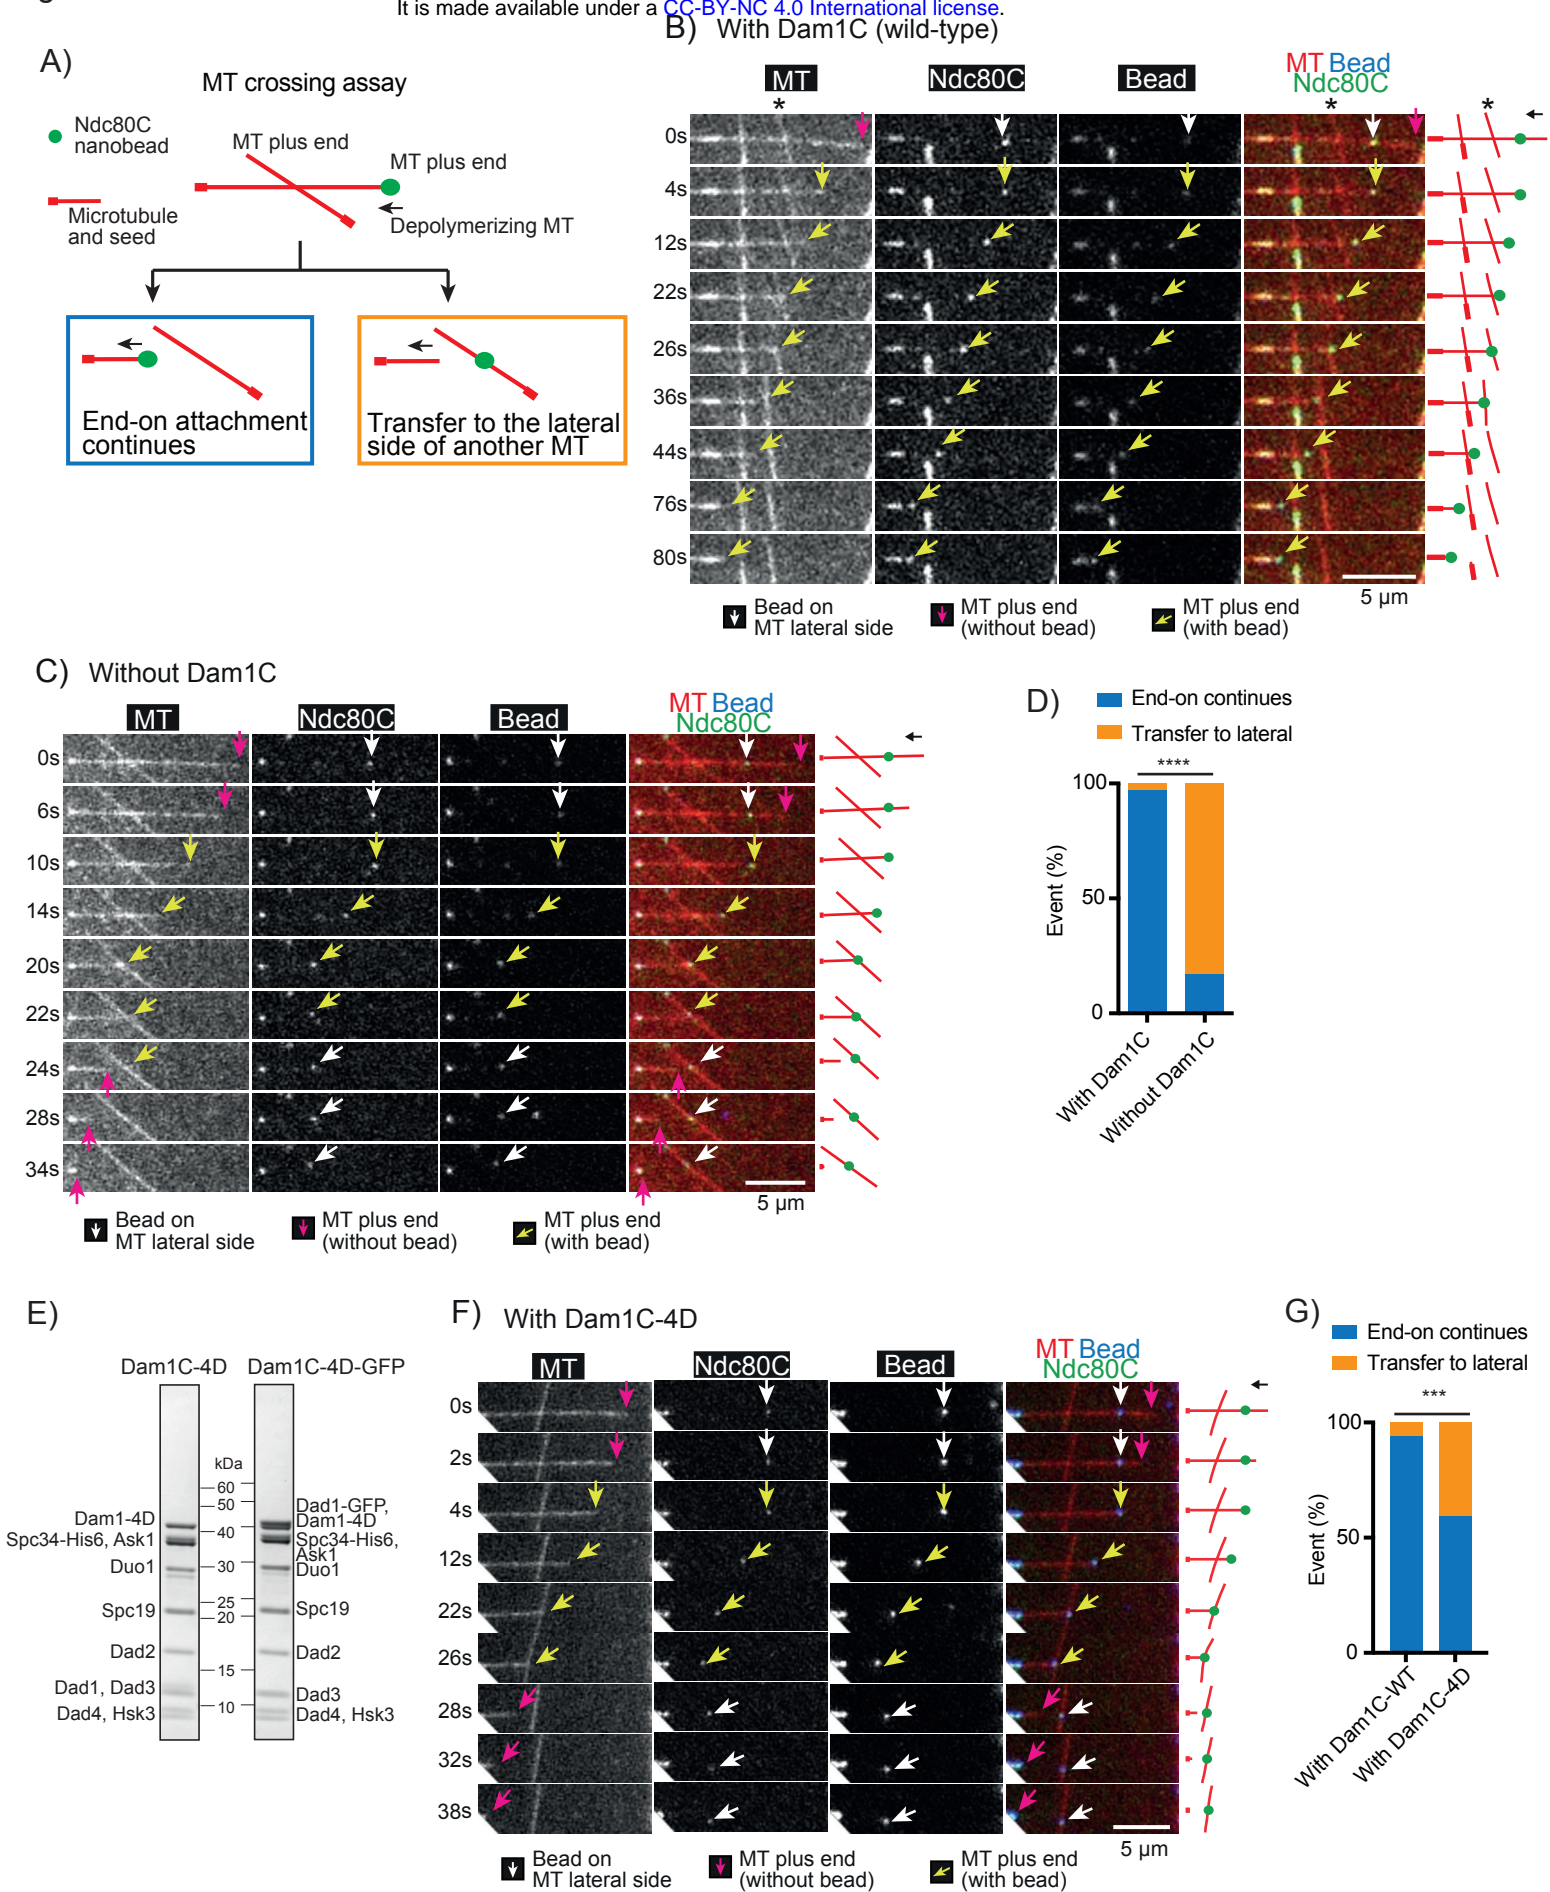 It is made available under a CC-BY-NC 4.0 International license.
A)
MT crossing assay
Ndc80C
nanobead
MT plus end
MT plus end
Microtubule
and seed
Depolymerizing MT
End-on attachment
continues
Transfer to the lateral
side of another MT
B) With Dam1C (wild-type)
MT
Ndc80C
Bead
MT Bead
Ndc80C
* * *
0s
4s
12s
22s
26s
36s
44s
76s
80s
5 µm
Bead on
MT lateral side
MT plus end
(without bead)
MT plus end
(with bead)
C) Without Dam1C
MT
Ndc80C
Bead
MT Bead
Ndc80C
0s
6s
10s
14s
20s
22s
24s
28s
34s
5 µm
Bead on
MT lateral side
MT plus end
(without bead)
MT plus end
(with bead)
D)
End-on continues
Transfer to lateral
****
100
50
0
Event (%)
With Dam1C
Without Dam1C
E)
Dam1C-4D
Dam1C-4D-GFP
kDa
60
50
40
30
25
20
15
10
Dam1-4D
Spc34-His6, Ask1
Duo1
Spc19
Dad2
Dad1, Dad3
Dad4, Hsk3
Dad1-GFP,
Dam1-4D
Spc34-His6,
Ask1
Duo1
Spc19
Dad2
Dad3
Dad4, Hsk3
F) With Dam1C-4D
MT
Ndc80C
Bead
MT Bead
Ndc80C
0s
2s
4s
12s
22s
26s
28s
32s
38s
5 µm
Bead on
MT lateral side
MT plus end
(without bead)
MT plus end
(with bead)
G)
End-on continues
Transfer to lateral
***
100
50
0
Event (%)
With Dam1C-WT
With Dam1C-4D